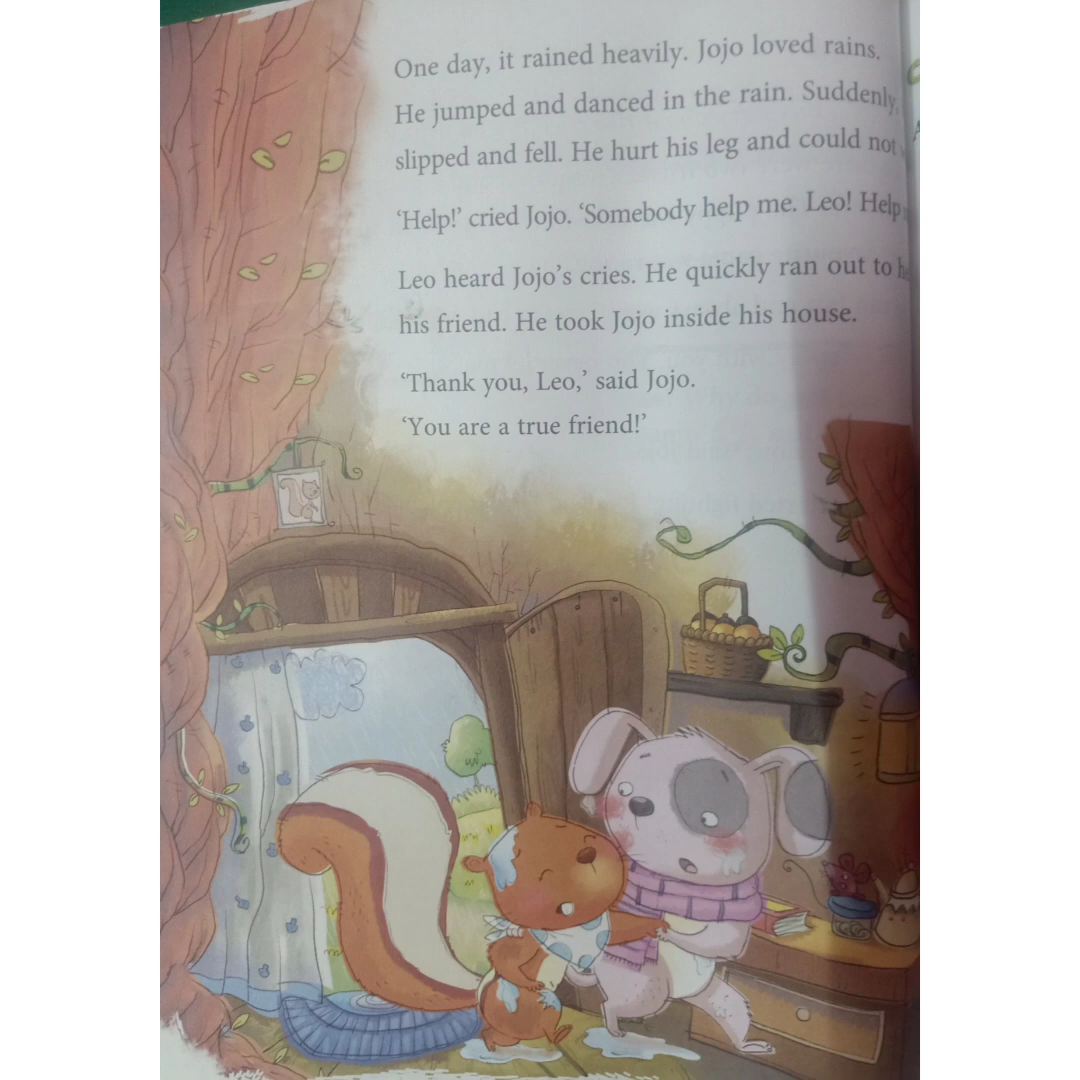 One day, it rained heavily. Jojo loved rains.
He jumped and danced in the rain. Suddenly,
slipped and fell. He hurt his leg and could not
‘Help!’ cried Jojo. ‘Somebody help me. Leo! Help
Leo heard Jojo’s cries. He quickly ran out to
his friend. He took Jojo inside his house.
‘Thank you, Leo,’ said Jojo.
‘You are a true friend!’